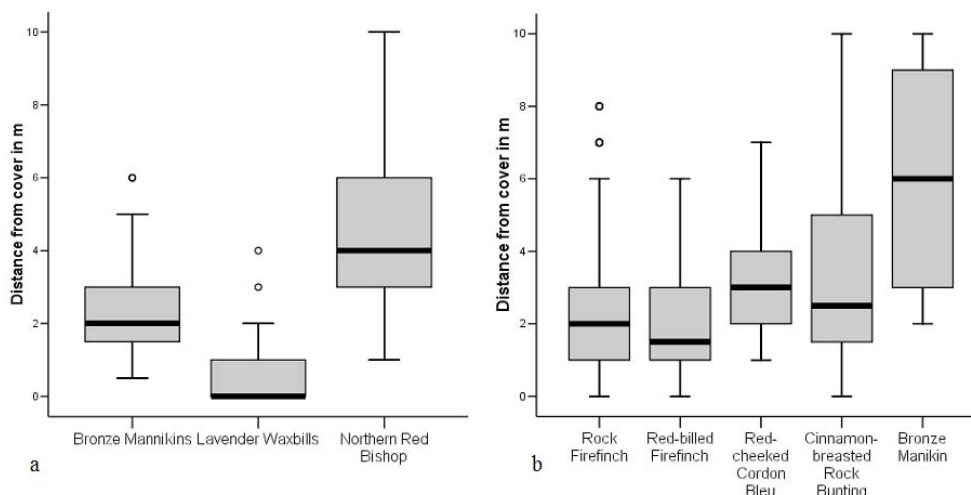 Distance from cover in m
10
8
6
4
2
0
Bronze Mannikins
Lavender Waxbills
Northern Red
Bishop
a
Distance from cover in m
10
8
6
4
2
0
Rock
Firefinch
Red-billed
Firefinch
Red-
cheeked
Cordon
Bleu
Cinnamon-
breasted
Rock
Bunting
Bronze
Manikin
b